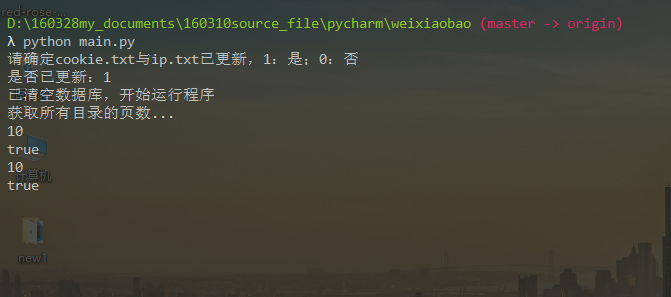 red-rose-...
D:\160328my_documents\160310source_file\pycharm\weixiaobao (master -> origin)
λ python main.py
请确定cookie.txt与ip.txt已更新，1：是；0：否
是否已更新：1
已清空数据库，开始运行程序
获取所有目录的页数...
10
true
10
计算机
true
new1